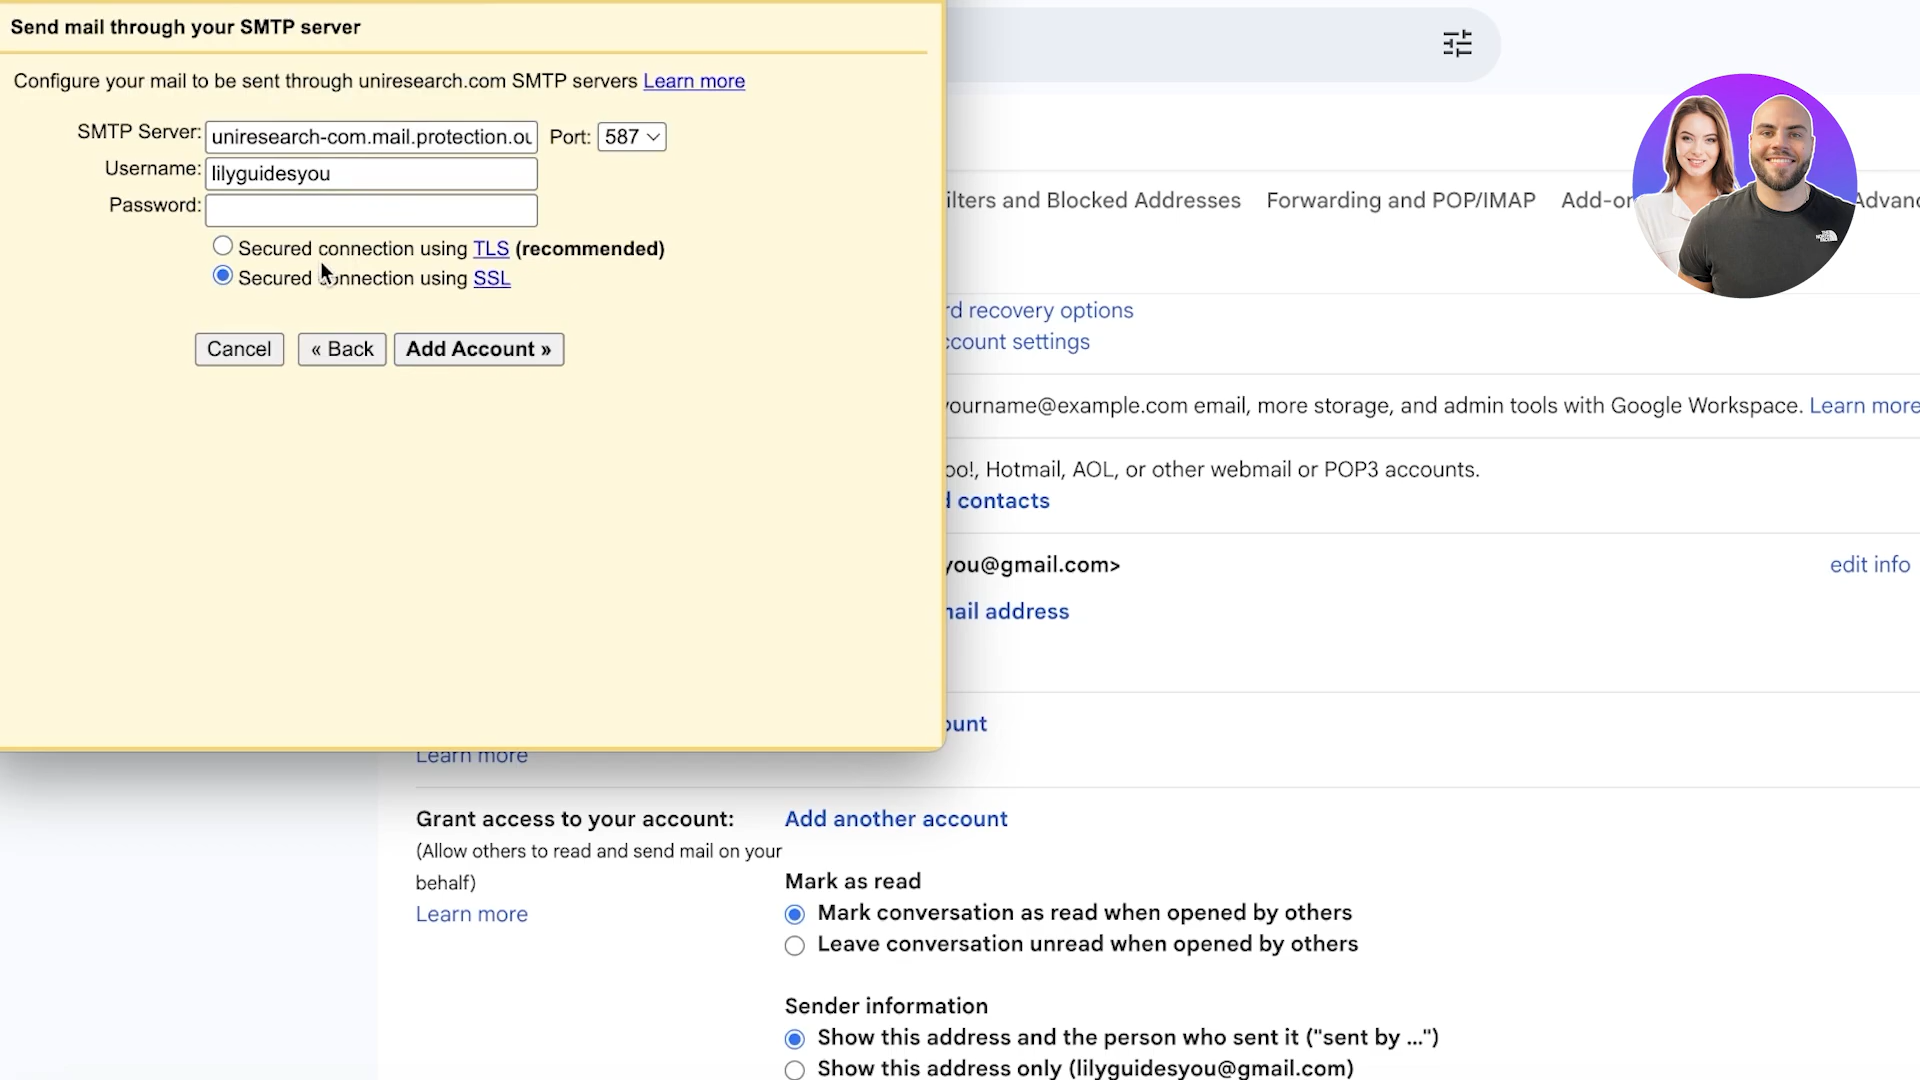 Send mail through your SMTP server
Configure your mail to be sent through uniresearch.com SMTP servers Learn more
SMTP Server: uniresearch-com.mail.protection.ou Port: 587
Username: lilyguidesyou
Password:
Secured connection using TLS (recommended)
Secured connection using SSL
Cancel « Back Add Account »
ilters and Blocked Addresses Forwarding and POP/IMAP Add-on Advanc
rd recovery options
ccount settings
yourname@example.com email, more storage, and admin tools with Google Workspace. Learn more
oo!, Hotmail, AOL, or other webmail or POP3 accounts.
d contacts
you@gmail.com> edit info
mail address
ount
Learn more
Grant access to your account: Add another account
(Allow others to read and send mail on your
behalf)
Learn more
Mark as read
Mark conversation as read when opened by others
Leave conversation unread when opened by others
Sender information
Show this address and the person who sent it ("sent by ...")
Show this address only (lilyguidesyou@gmail.com)